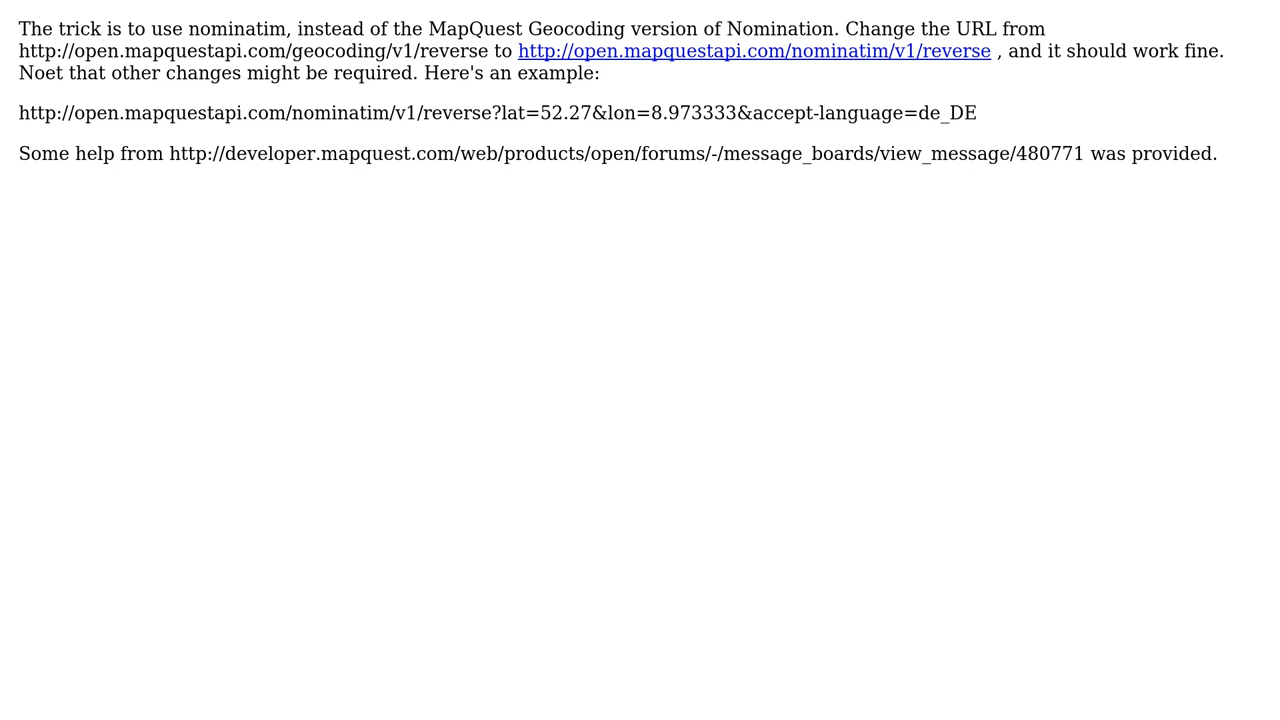 The trick is to use nominatim, instead of the MapQuest Geocoding version of Nomination. Change the URL from
http://open.mapquestapi.com/geocoding/v1/reverse to http://open.mapquestapi.com/nominatim/v1/reverse , and it should work fine.
Noet that other changes might be required. Here's an example:
http://open.mapquestapi.com/nominatim/v1/reverse?lat=52.27&lon=8.973333&accept-language=de_DE
Some help from http://developer.mapquest.com/web/products/open/forums/-/message_boards/view_message/480771 was provided.